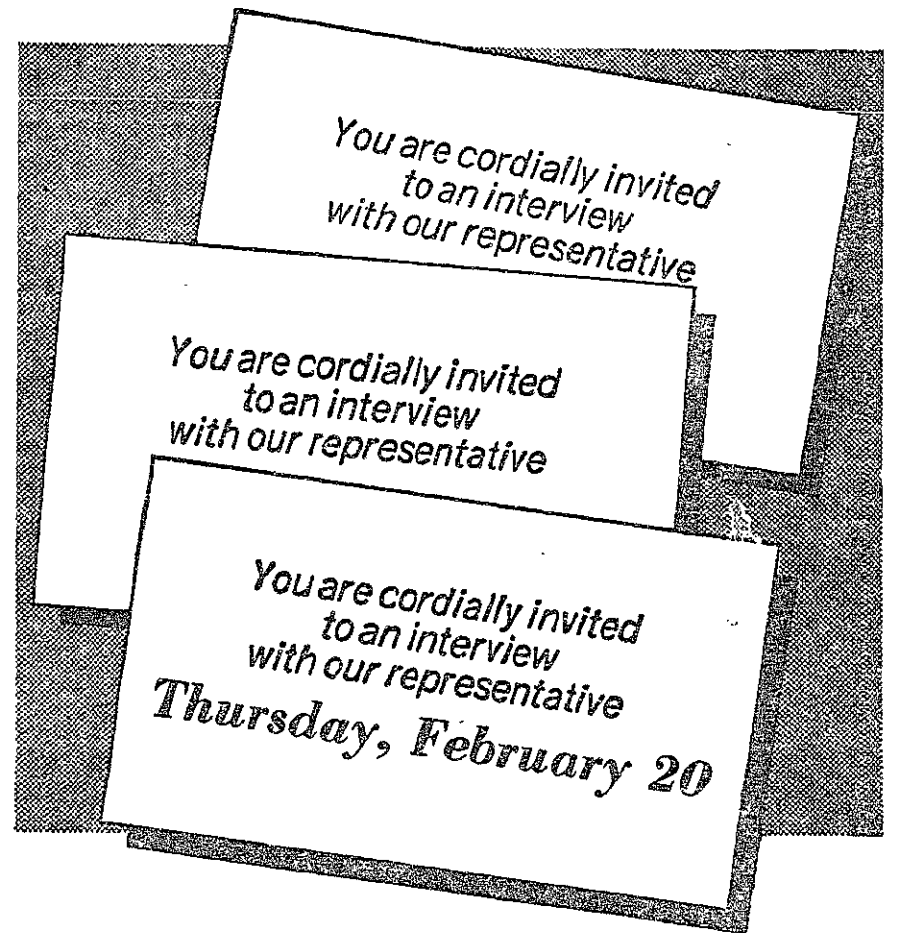 You are cordially invited
to an interview
with our representative
You are cordially invited
to an interview
with our representative
You are cordially invited
to an interview
with our representative
Thursday, February 20